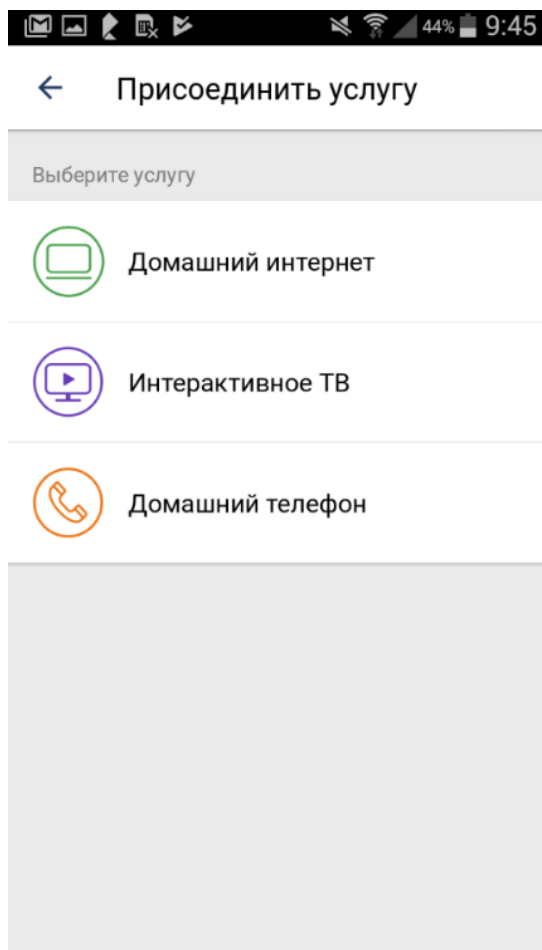 44% 9:45
Присоединить услугу
Выберите услугу
Домашний интернет
Интерактивное ТВ
Домашний телефон